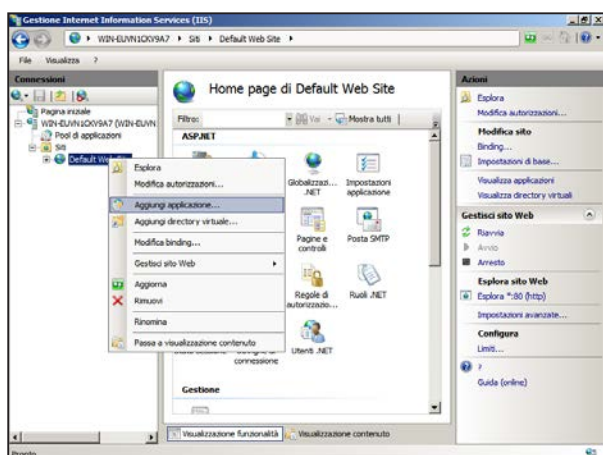 Gestione Internet Information Services (IIS)
WIN-EUVN1CKY9A7 ▸ Siti ▸ Default Web Site ▸
File Visualizza ?
Connessioni
Pagina iniziale
WIN-EUVN1CKY9A7 (WIN-EUVN
Pool di applicazioni
Siti
Default Web
Esplora
Modifica autorizzazioni...
Aggiungi applicazione...
Aggiungi directory virtuale...
Modifica binding...
Gestisci sito Web
Aggiorna
Rimuovi
Rinomina
Passa a visualizzazione contenuto
Home page di Default Web Site
Filtro: Vai Mostra tutti
ASP.NET
Globalizzazi...
.NET
Impostazioni
applicazione
Pagine e
controlli
Posta SMTP
Regole di
autorizzazio...
Ruoli .NET
connessione
Utenti .NET
Gestione
Visualizzazione funzionalità
Visualizzazione contenuto
Azioni
Esplora
Modifica autorizzazioni...
Modifica sito
Binding...
Impostazioni di base...
Visualizza applicazioni
Visualizza directory virtuali
Gestisci sito Web
Riavvia
Avvio
Arresto
Esplora sito Web
Esplora *:80 (http)
Impostazioni avanzate...
Configura
Limiti...
?
Guida (online)
Pronto